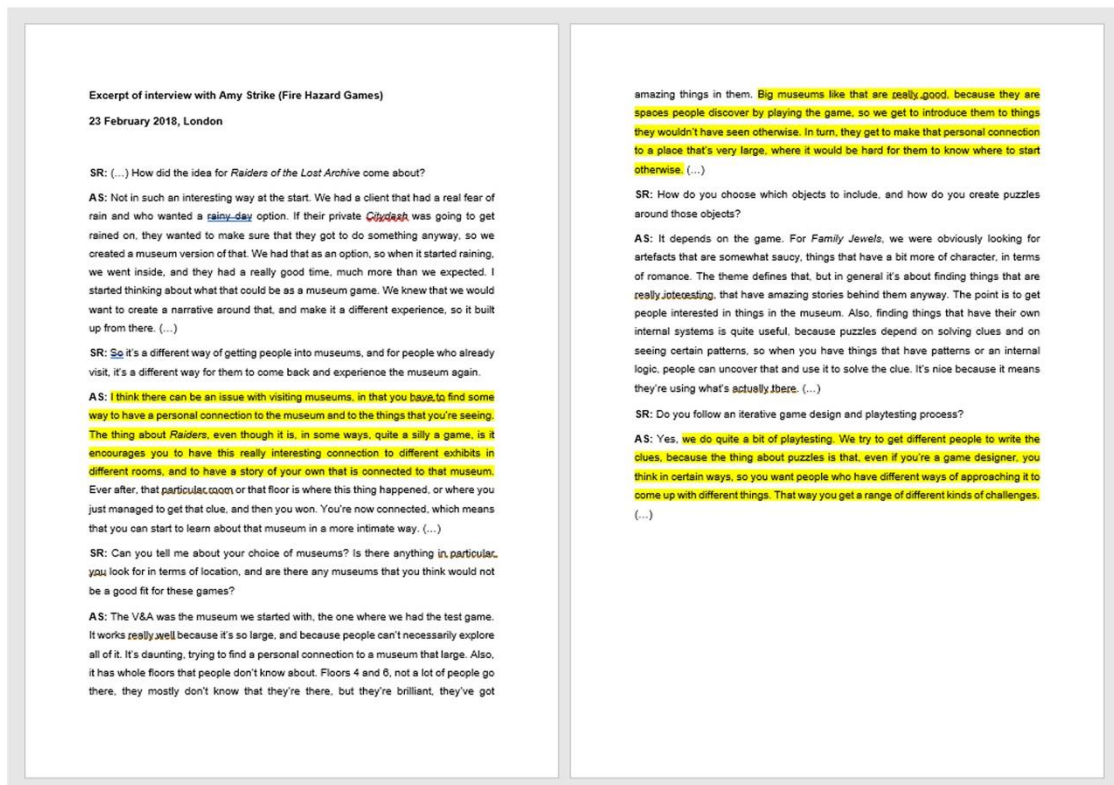 Excerpt of interview with Amy Strike (Fire Hazard Games)
23 February 2018, London
SR: (…) How did the idea for Raiders of the Lost Archive come about?
AS: Not in such an interesting way at the start. We had a client that had a real fear of
rain and who wanted a rainy day option. If their private Citydash was going to get
rained on, they wanted to make sure that they got to do something anyway, so we
created a museum version of that. We had that as an option, so when it started raining,
we went inside, and they had a really good time, much more than we expected. I
started thinking about what that could be as a museum game. We knew that we would
want to create a narrative around that, and make it a different experience, so it built
up from there. (…)
SR: So it's a different way of getting people into museums, and for people who already
visit, it's a different way for them to come back and experience the museum again.
AS: I think there can be an issue with visiting museums, in that you have to find some
way to have a personal connection to the museum and to the things that you're seeing.
The thing about Raiders, even though it is, in some ways, quite a silly a game, is it
encourages you to have this really interesting connection to different exhibits in
different rooms, and to have a story of your own that is connected to that museum.
Ever after, that particular room or that floor is where this thing happened, or where you
just managed to get that clue, and then you won. You're now connected, which means
that you can start to learn about that museum in a more intimate way. (…)
SR: Can you tell me about your choice of museums? Is there anything in particular
you look for in terms of location, and are there any museums that you think would not
be a good fit for these games?
AS: The V&A was the museum we started with, the one where we had the test game.
It works really well because it's so large, and because people can't necessarily explore
all of it. It's daunting, trying to find a personal connection to a museum that large. Also,
it has whole floors that people don't know about. Floors 4 and 6, not a lot of people go
there, they mostly don't know that they're there, but they're brilliant, they've got
amazing things in them. Big museums like that are really good, because they are
spaces people discover by playing the game, so we get to introduce them to things
they wouldn't have seen otherwise. In turn, they get to make that personal connection
to a place that's very large, where it would be hard for them to know where to start
otherwise. (…)
SR: How do you choose which objects to include, and how do you create puzzles
around those objects?
AS: It depends on the game. For Family Jewels, we were obviously looking for
artefacts that are somewhat saucy, things that have a bit more of character, in terms
of romance. The theme defines that, but in general it's about finding things that are
really interesting, that have amazing stories behind them anyway. The point is to get
people interested in things in the museum. Also, finding things that have their own
internal systems is quite useful, because puzzles depend on solving clues and on
seeing certain patterns, so when you have things that have patterns or an internal
logic, people can uncover that and use it to solve the clue. It's nice because it means
they're using what's actually there. (…)
SR: Do you follow an iterative game design and playtesting process?
AS: Yes, we do quite a bit of playtesting. We try to get different people to write the
clues, because the thing about puzzles is that, even if you're a game designer, you
think in certain ways, so you want people who have different ways of approaching it to
come up with different things. That way you get a range of different kinds of challenges.
(…)